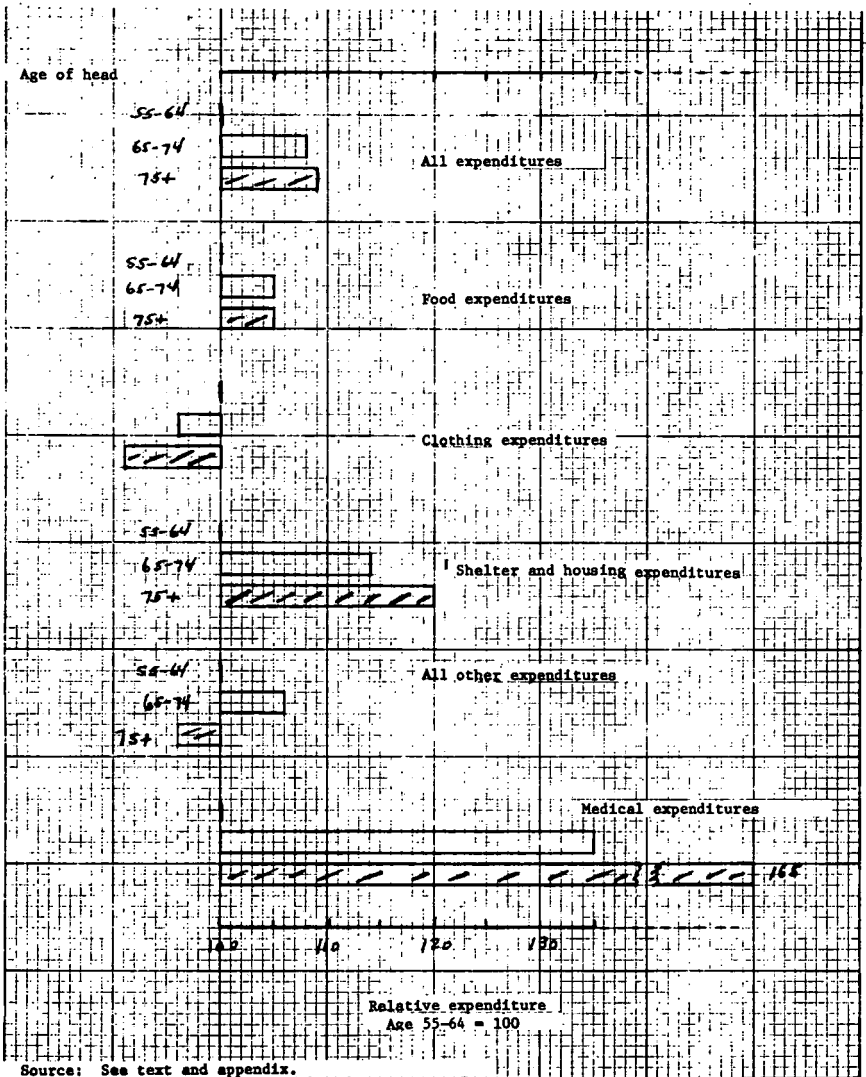 Age of head
55-64
65-74
75+
All expenditures
55-64
65-74
75+
Food expenditures
Clothing expenditures
55-64
65-74
75+
Shelter and housing expenditures
55-64
65-74
75+
All other expenditures
Medical expenditures
165
100 110 120 130
Relative expenditure
Age 55-64 = 100
Source: See text and appendix.